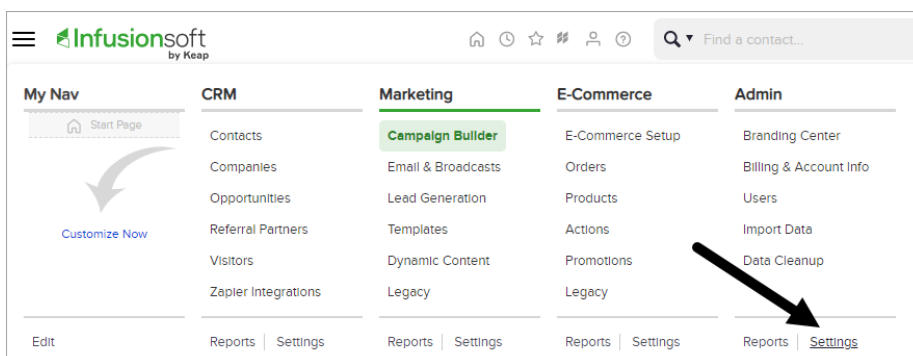 Infusionsoft
by Keap
Find a contact...
My Nav
Start Page
Customize Now
Edit
CRM
Contacts
Companies
Opportunities
Referral Partners
Visitors
Zapier Integrations
Reports | Settings
Marketing
Campaign Builder
Email & Broadcasts
Lead Generation
Templates
Dynamic Content
Legacy
Reports | Settings
E-Commerce
E-Commerce Setup
Orders
Products
Actions
Promotions
Legacy
Reports | Settings
Admin
Branding Center
Billing & Account Info
Users
Import Data
Data Cleanup
Reports | Settings